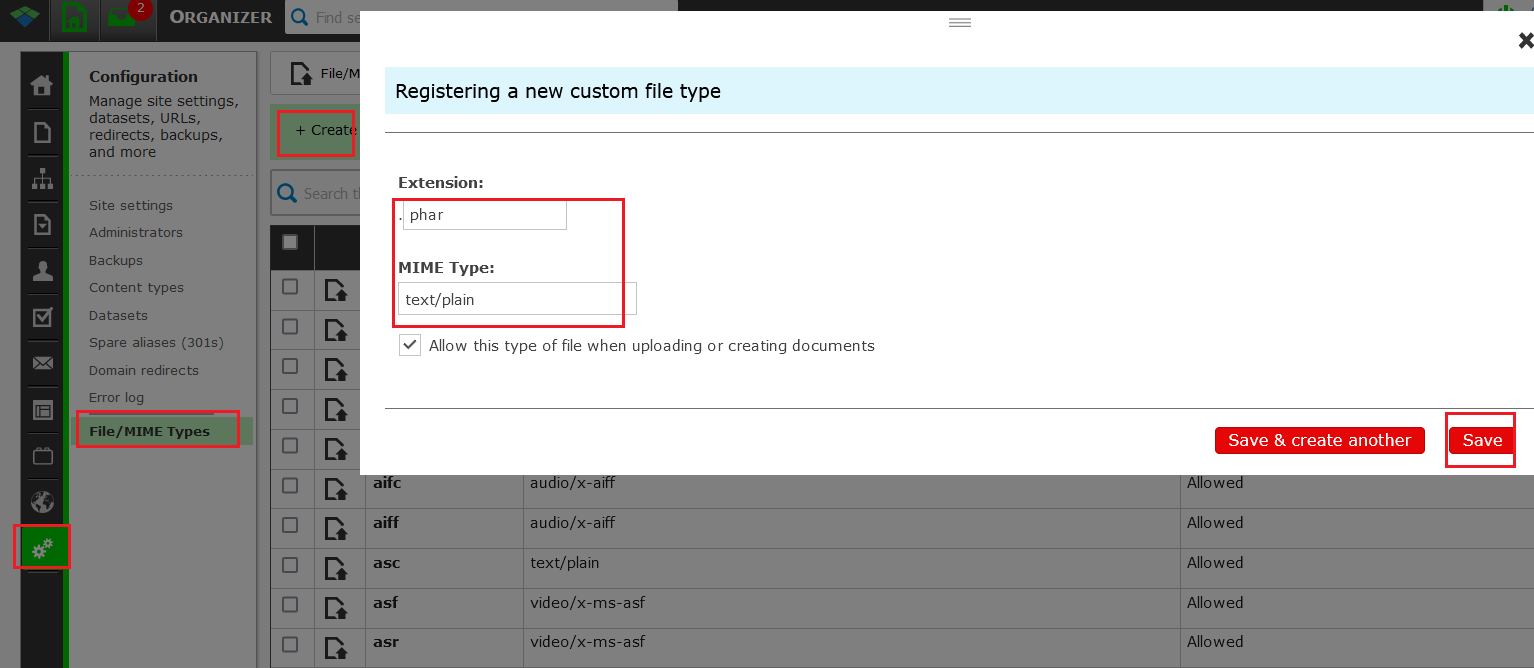 2
ORGANIZER
Find se
Configuration
Manage site settings,
datasets, URLs,
redirects, backups,
and more
Site settings
Administrators
Backups
Content types
Datasets
Spare aliases (301s)
Domain redirects
Error log
File/MIME Types
File/M
+ Create
Search th
Registering a new custom file type
Extension:
. phar
MIME Type:
text/plain
Allow this type of file when uploading or creating documents
Save & create another
Save
aifc audio/x-aiff Allowed
aiff audio/x-aiff Allowed
asc text/plain Allowed
asf video/x-ms-asf Allowed
asr video/x-ms-asf Allowed